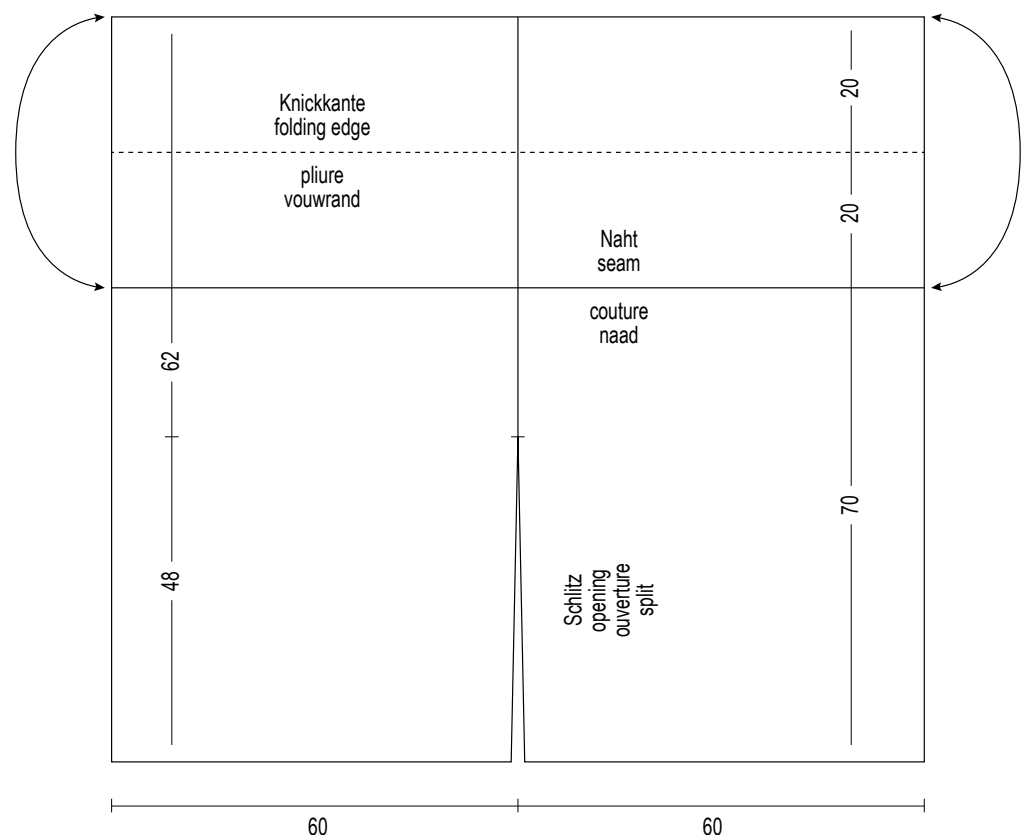 20
Knickkante
folding edge
pliure
vouwrand
20
Naht
seam
couture
naad
62
70
48
Schlitz
opening
ouverture
split
60
60